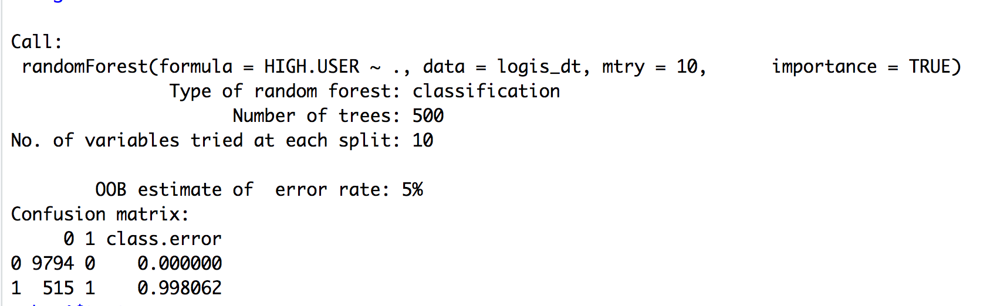 Call:
 randomForest(formula = HIGH.USER ~ ., data = logis_dt, mtry = 10,      importance = TRUE)
               Type of random forest: classification
                     Number of trees: 500
No. of variables tried at each split: 10

        OOB estimate of  error rate: 5%
Confusion matrix:
     0 1 class.error
0 9794 0    0.000000
1  515 1    0.998062